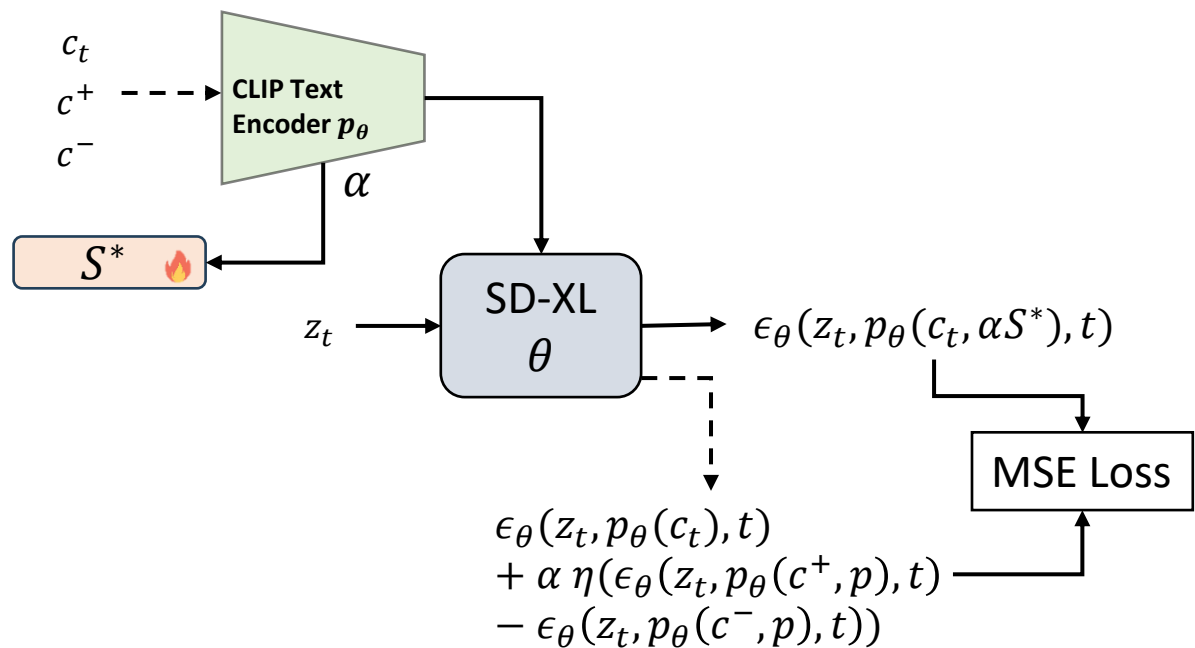 c_t
c^+
c^-
CLIP Text
Encoder p_θ
α
S^*
z_t
SD-XL
θ
ϵ_θ(z_t, p_θ(c_t, αS^*), t)
MSE Loss
ϵ_θ(z_t, p_θ(c_t), t)
+ α η(ϵ_θ(z_t, p_θ(c^+, p), t)
− ϵ_θ(z_t, p_θ(c^-, p), t))